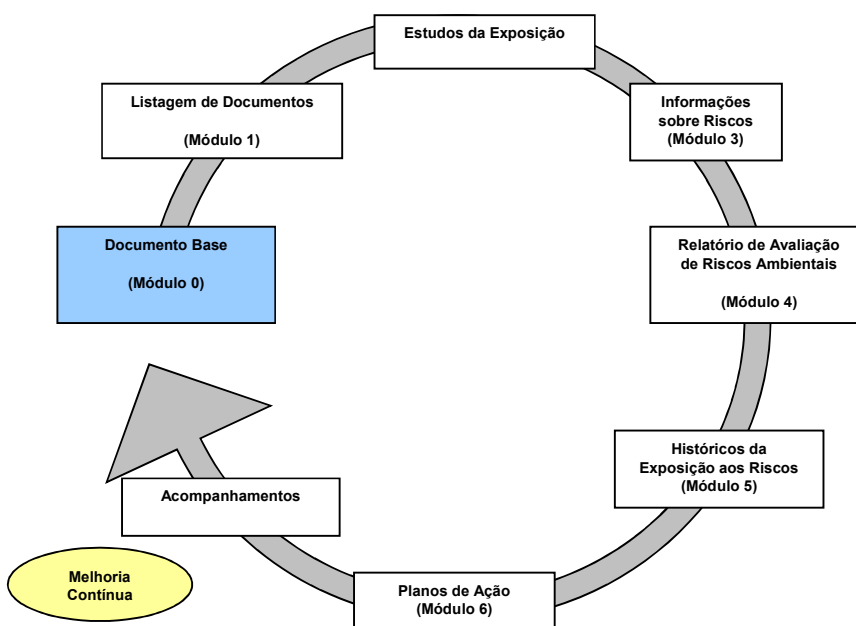 Estudos da Exposição
Listagem de Documentos
(Módulo 1)
Informações
sobre Riscos
(Módulo 3)
Documento Base
(Módulo 0)
Relatório de Avaliação
de Riscos Ambientais
(Módulo 4)
Históricos da
Exposição aos Riscos
(Módulo 5)
Acompanhamentos
Melhoria
Contínua
Planos de Ação
(Módulo 6)